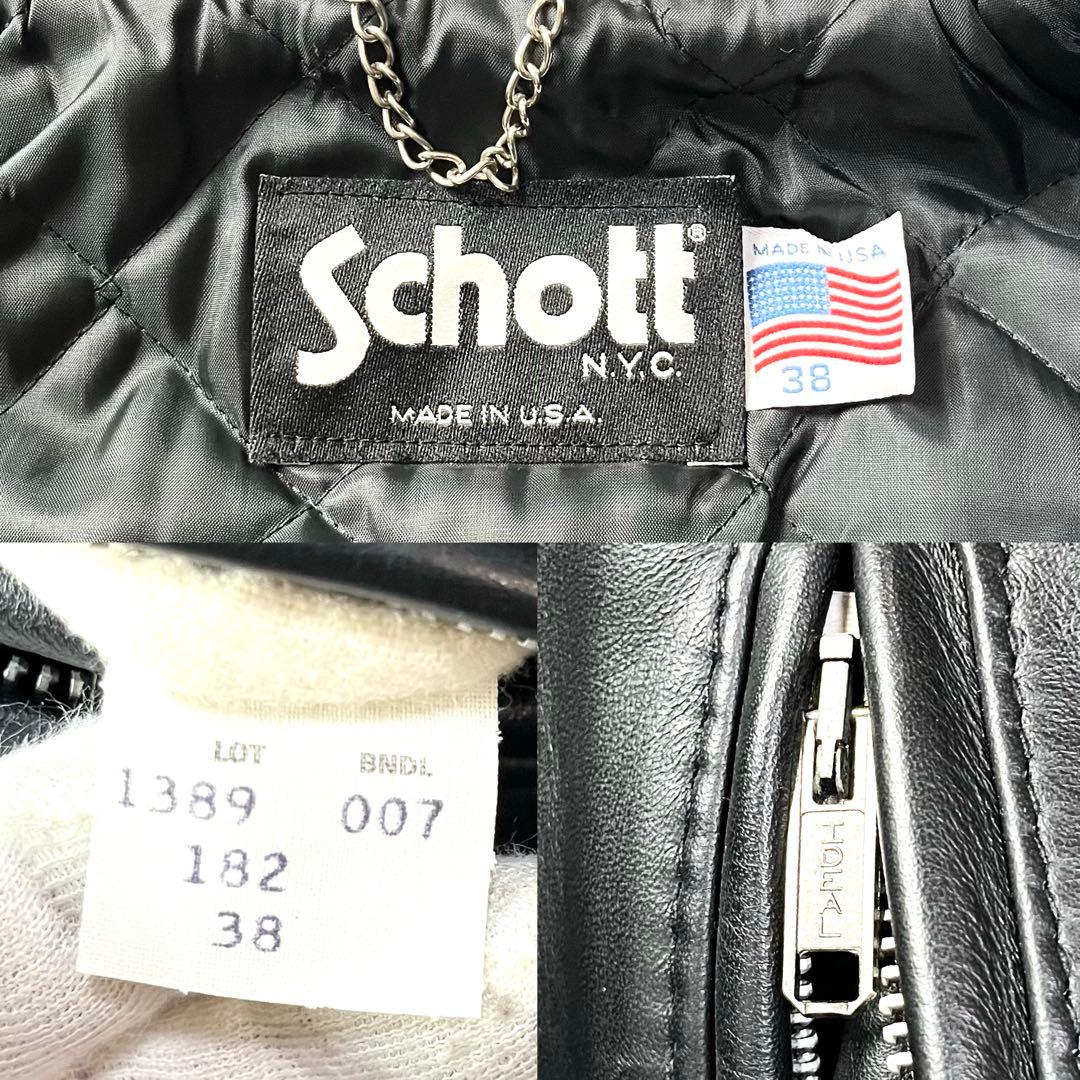 Schott®
N.Y.C.
MADE IN U.S.A.
MADE IN USA
38
LOT BNDL
1389 007
182
38
IDEAL